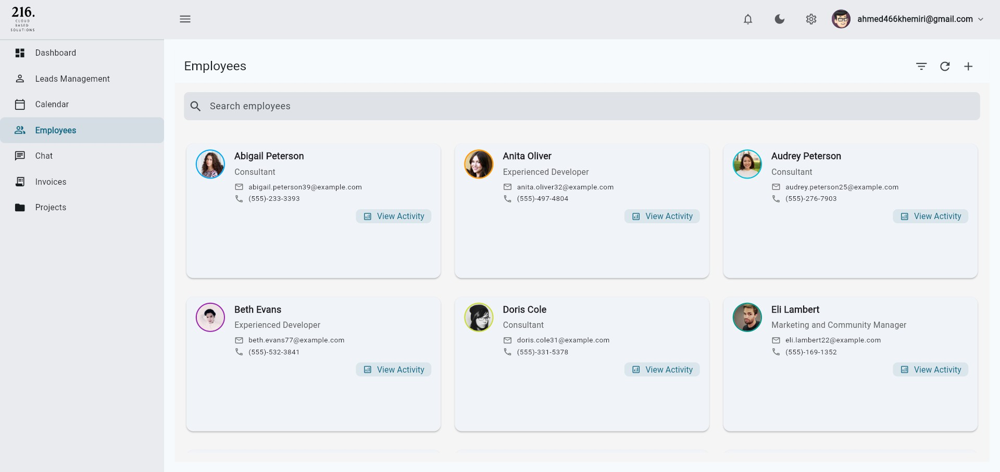 216.
CLOUD
BASED
SOLUTIONS
ahmed466khemiri@gmail.com
Dashboard
Leads Management
Calendar
Employees
Chat
Invoices
Projects
Employees
Search employees
Abigail Peterson
Consultant
abigail.peterson39@example.com
(555)-233-3393
View Activity
Anita Oliver
Experienced Developer
anita.oliver32@example.com
(555)-497-4804
View Activity
Audrey Peterson
Consultant
audrey.peterson25@example.com
(555)-276-7903
View Activity
Beth Evans
Experienced Developer
beth.evans77@example.com
(555)-532-3841
View Activity
Doris Cole
Consultant
doris.cole31@example.com
(555)-331-5378
View Activity
Eli Lambert
Marketing and Community Manager
eli.lambert22@example.com
(555)-169-1352
View Activity